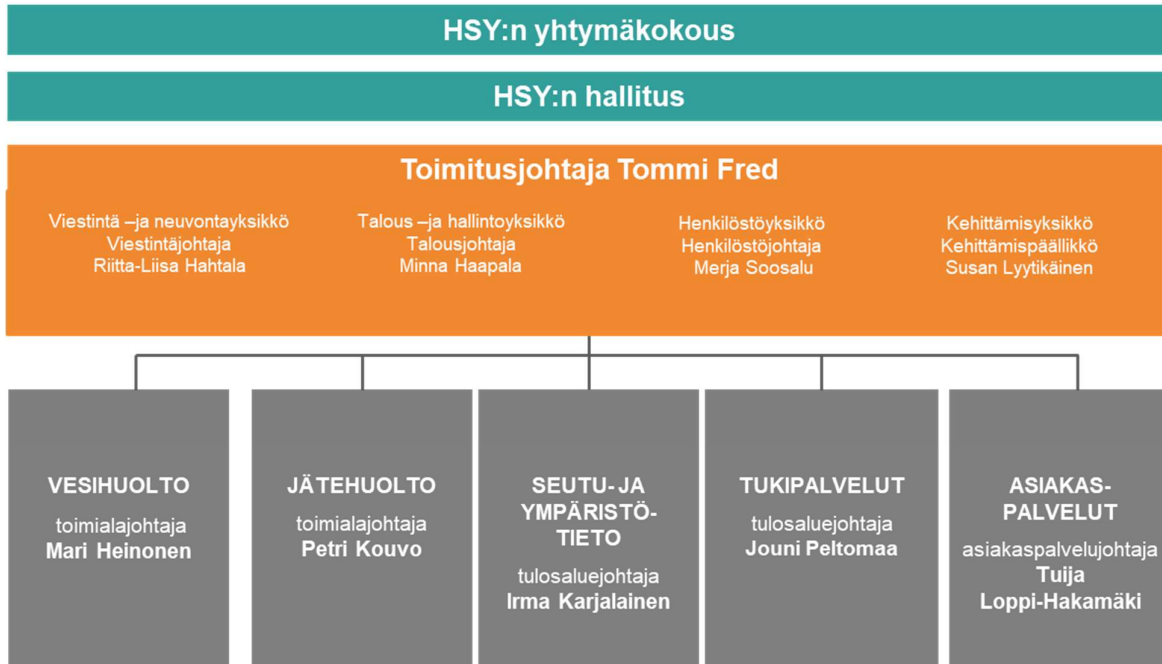 HSY:n yhtymäkokous
HSY:n hallitus
Toimitusjohtaja Tommi Fred
Viestintä –ja neuvontayksikkö
Viestintäjohtaja
Riitta-Liisa Hahtala
Talous –ja hallintoyksikkö
Talousjohtaja
Minna Haapala
Henkilöstöyksikkö
Henkilöstöjohtaja
Merja Soosalu
Kehittämisyksikkö
Kehittämispäällikkö
Susan Lyytikäinen
VESIHUOLTO
toimialajohtaja
Mari Heinonen
JÄTEHUOLTO
toimialajohtaja
Petri Kouvo
SEUTU- JA
YMPÄRISTÖ-
TIETO
tulosaluejohtaja
Irma Karjalainen
TUKIPALVELUT
tulosaluejohtaja
Jouni Peltomaa
ASIAKAS-
PALVELUT
asiakaspalvelujohtaja
Tuija
Loppi-Hakamäki